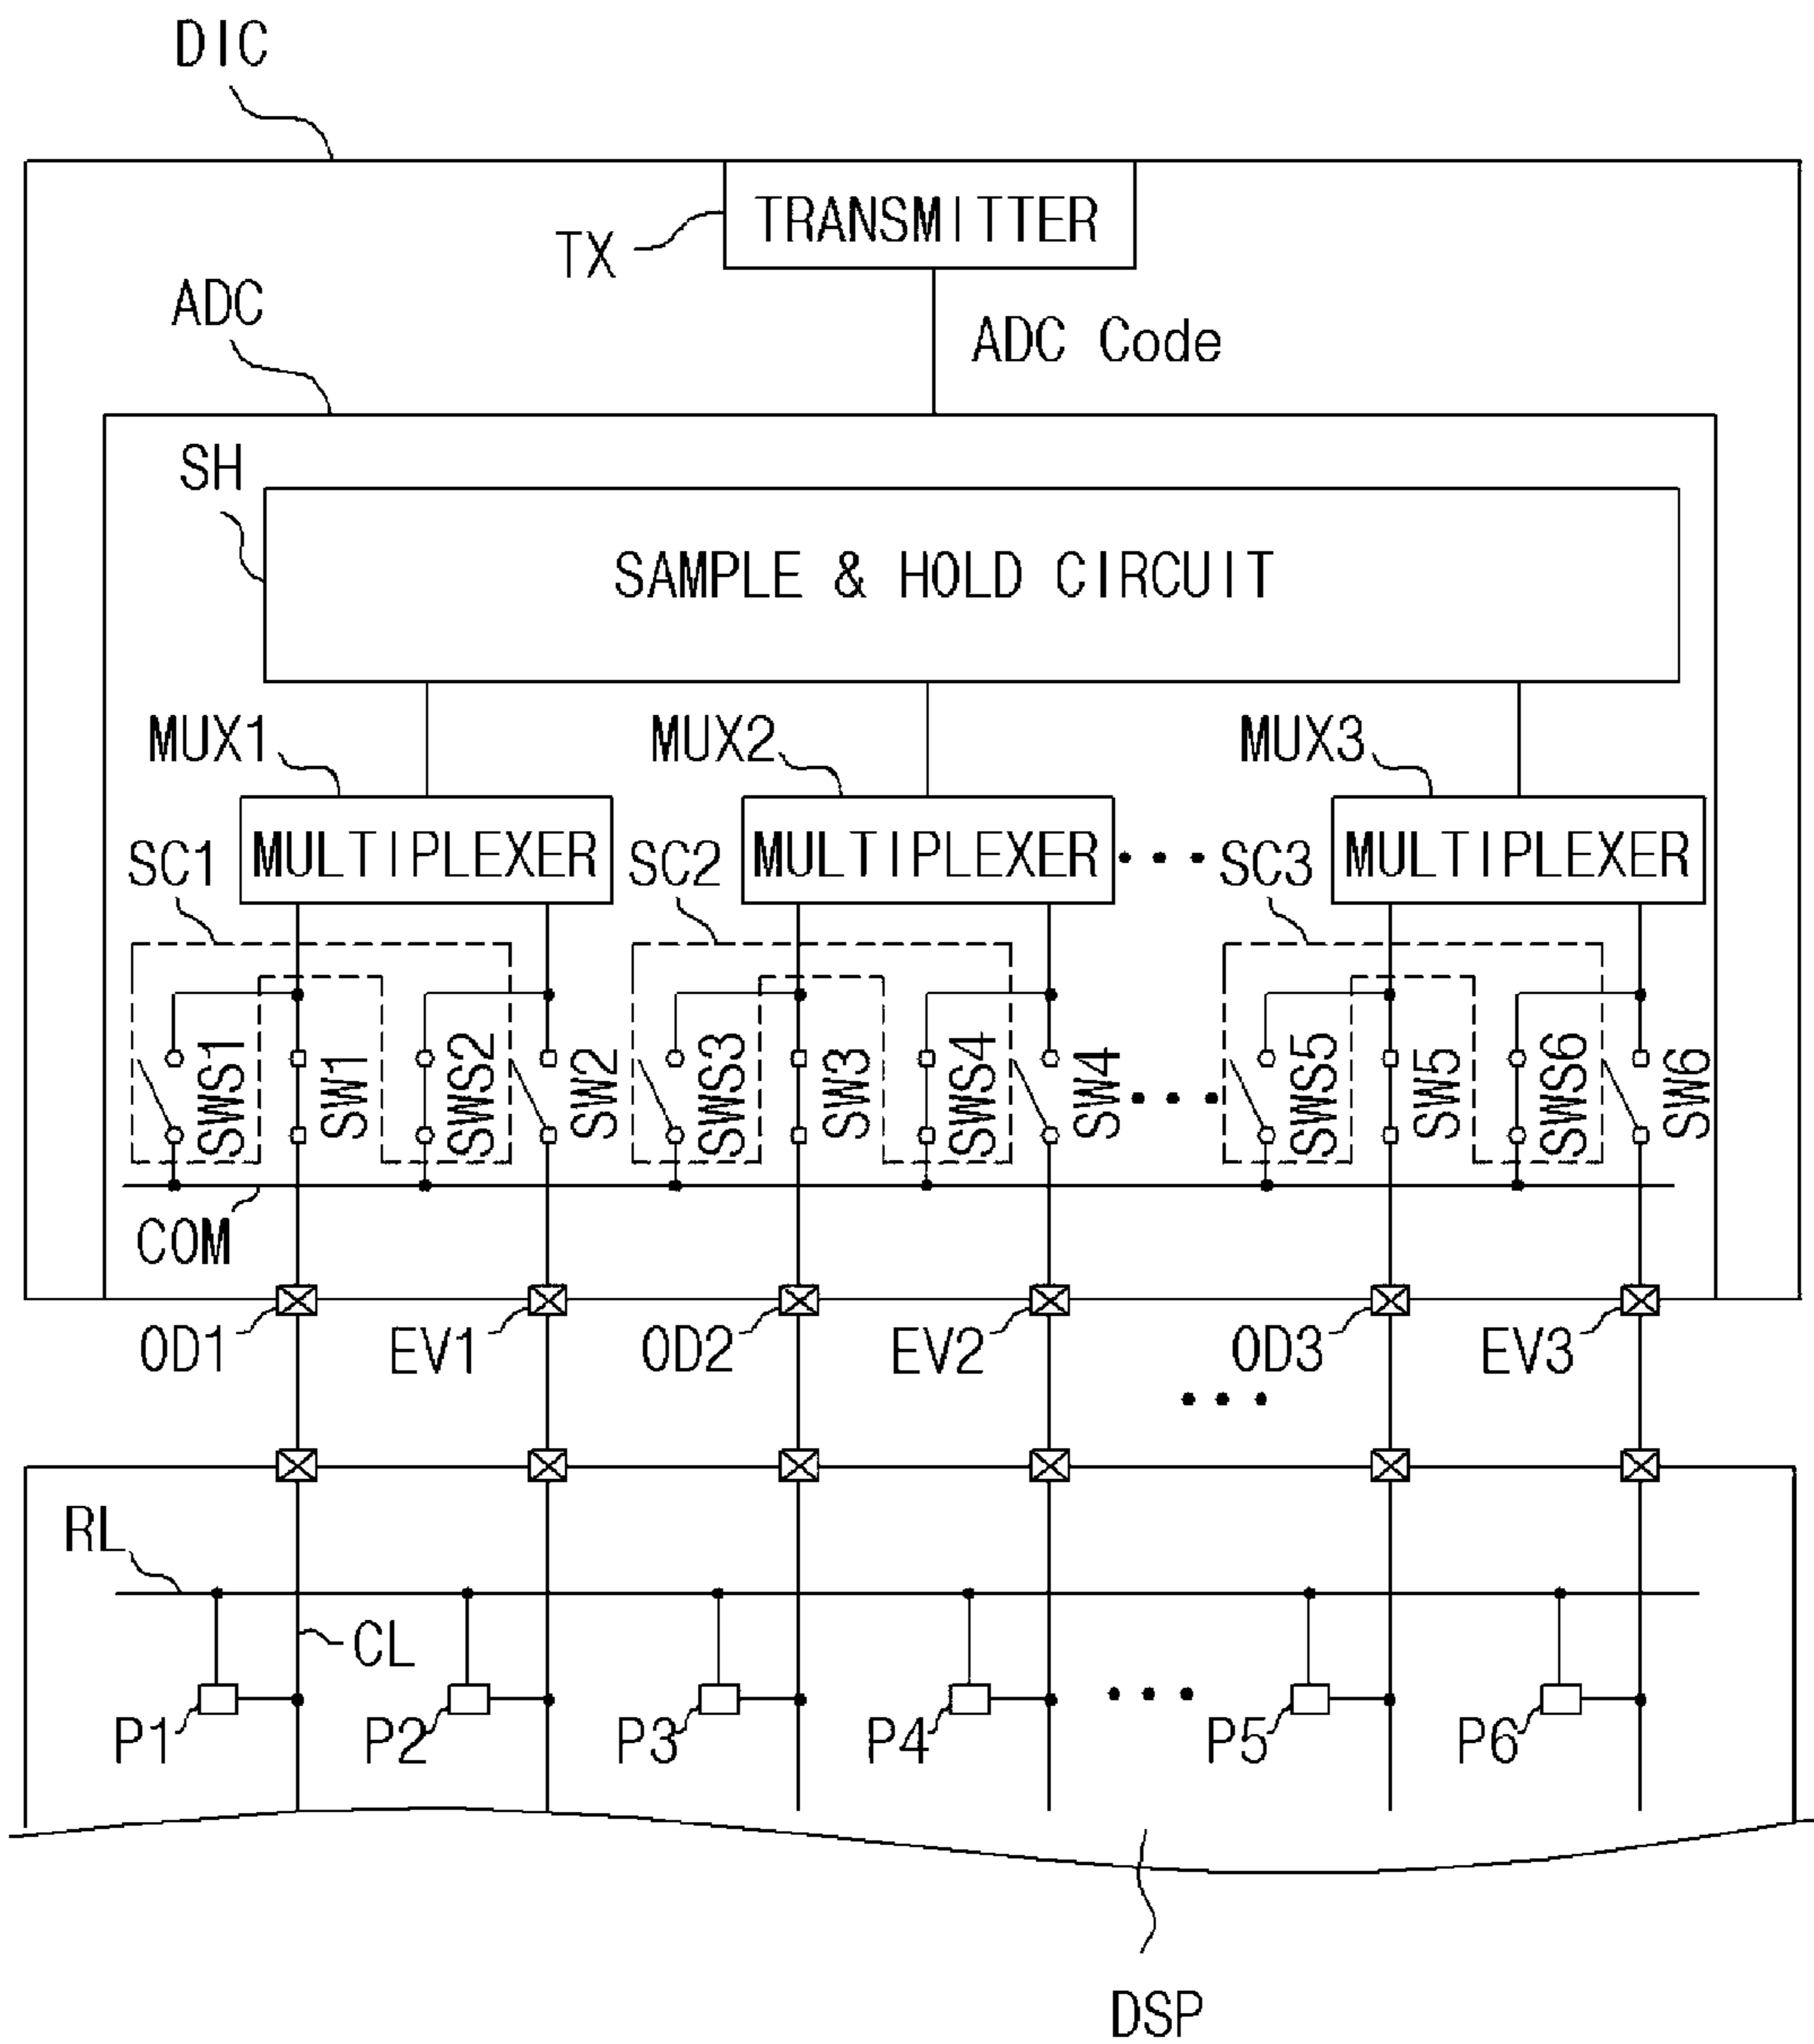 DIC
TRANSMITTER
TX
ADC
ADC Code
SH
SAMPLE & HOLD CIRCUIT
MUX1
MUX2
MUX3
SC1
MULTIPLEXER
SC2
MULTIPLEXER
SC3
MULTIPLEXER
SWS1
SW1
SWS2
SW2
SWS3
SW3
SWS4
SW4
SWS5
SW5
SWS6
SW6
COM
OD1
EV1
OD2
EV2
OD3
EV3
RL
CL
P1
P2
P3
P4
P5
P6
DSP